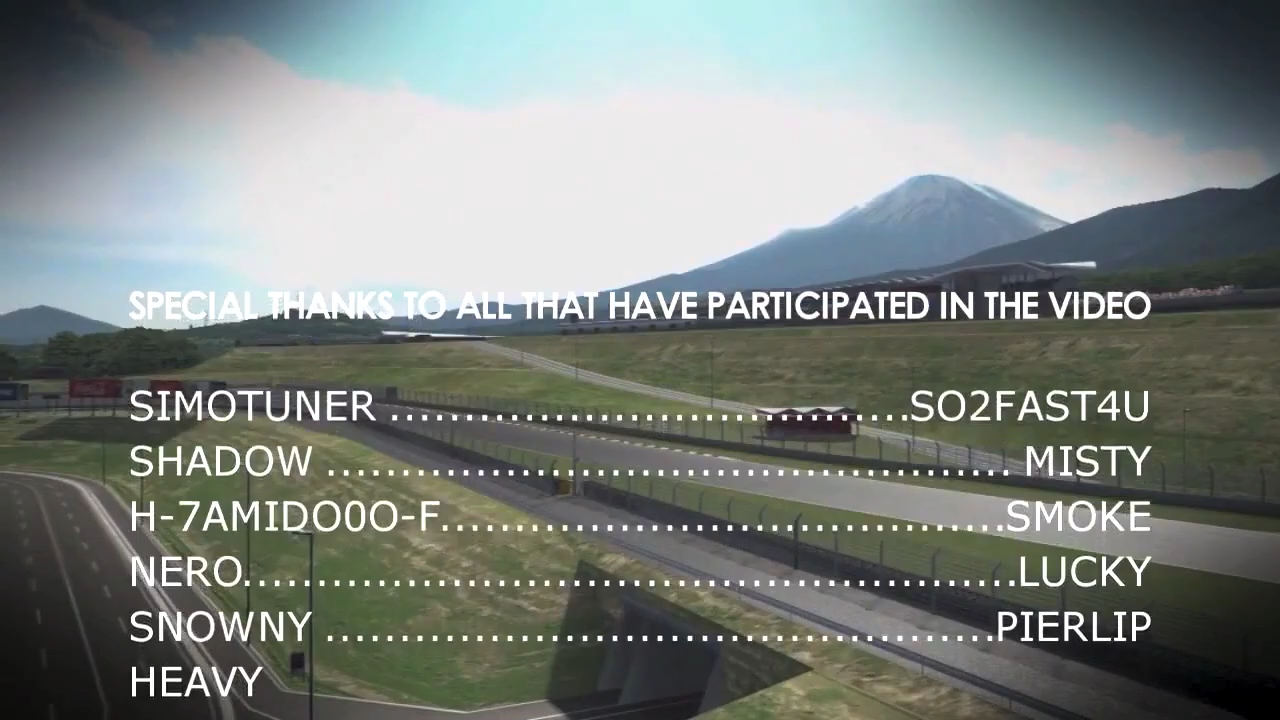 SPECIAL THANKS TO ALL THAT HAVE PARTICIPATED IN THE VIDEO
SIMOTUNER ....................................SO2FAST4U
SHADOW ................................................ MISTY
H-7AMIDO0O-F.......................................SMOKE
NERO.....................................................LUCKY
SNOWNY ..............................................PIERLIP
HEAVY